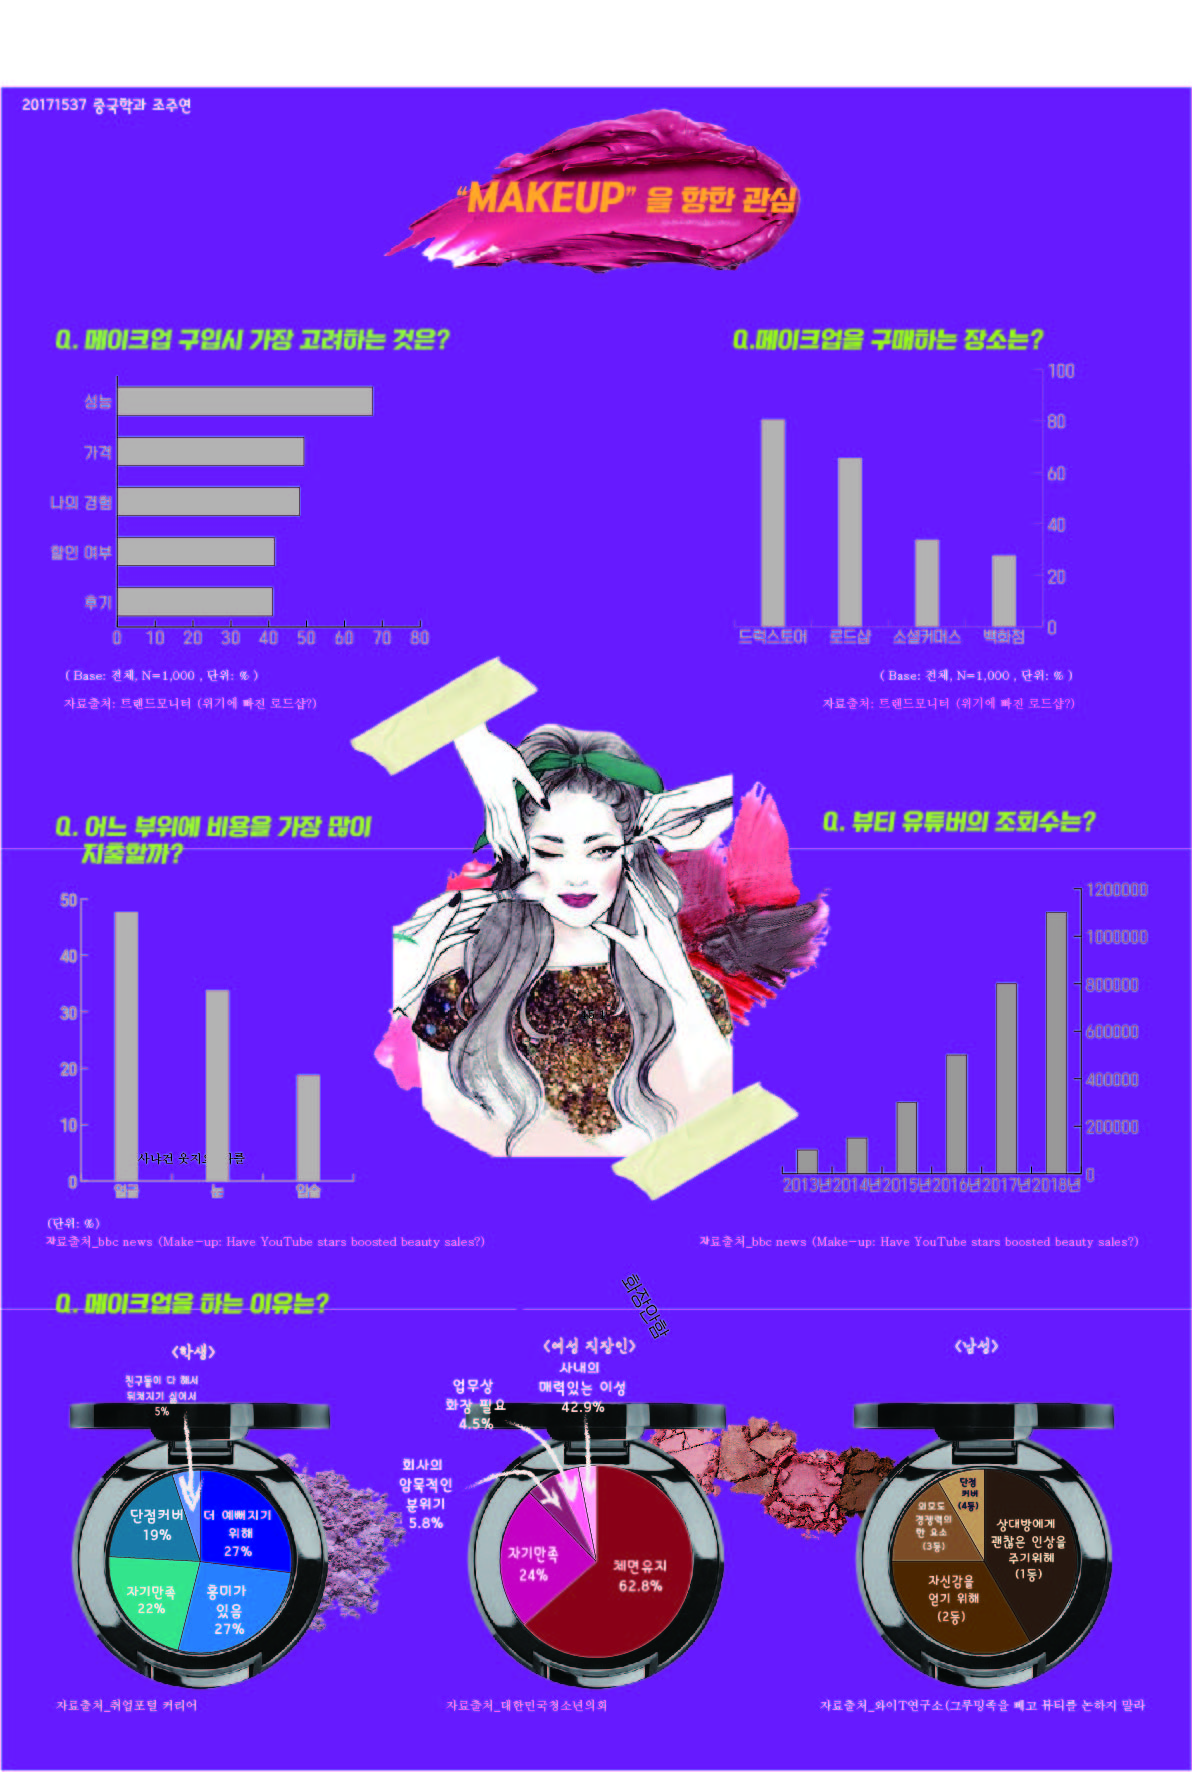 20171537 중국학과 조주연
“MAKEUP” 을 향한 관심
Q. 메이크업 구입시 가장 고려하는 것은?
성능
가격
나의 경험
할인 여부
후기
0 10 20 30 40 50 60 70 80
( Base: 전체, N=1,000 , 단위: % )
자료출처: 트렌드모니터 (위기에 빠진 로드샵?)
Q.메이크업을 구매하는 장소는?
100
80
60
40
20
0
드럭스토어 로드샵 소셜커머스 백화점
( Base: 전체, N=1,000 , 단위: % )
자료출처: 트렌드모니터 (위기에 빠진 로드샵?)
Q. 어느 부위에 비용을 가장 많이
지출할까?
50
40
30
20
10
0
얼굴 눈 입술
(단위: %)
자료출처_bbc news (Make-up: Have YouTube stars boosted beauty sales?)
Q. 뷰티 유튜버의 조회수는?
1200000
1000000
800000
600000
400000
200000
0
2013년 2014년 2015년 2016년 2017년 2018년
자료출처_bbc news (Make-up: Have YouTube stars boosted beauty sales?)
Q. 메이크업을 하는 이유는?
화장안함
<학생>
친구들이 다 해서
뒤쳐지기 싫어서
5%
단점커버
19%
더 예뻐지기
위해
27%
자기만족
22%
흥미가
있음
27%
자료출처_취업포털 커리어
<여성 직장인>
사내의
매력있는 이성
42.9%
업무상
화장 필요
4.5%
회사의
암묵적인
분위기
5.8%
자기만족
24%
체면유지
62.8%
자료출처_대한민국청소년의회
<남성>
단점
커버
(4등)
외모도
경쟁력의
한 요소
(3등)
상대방에게
괜찮은 인상을
주기위해
(1등)
자신감을
얻기 위해
(2등)
자료출처_와이T연구소(그루밍족을 빼고 뷰티를 논하지 말라